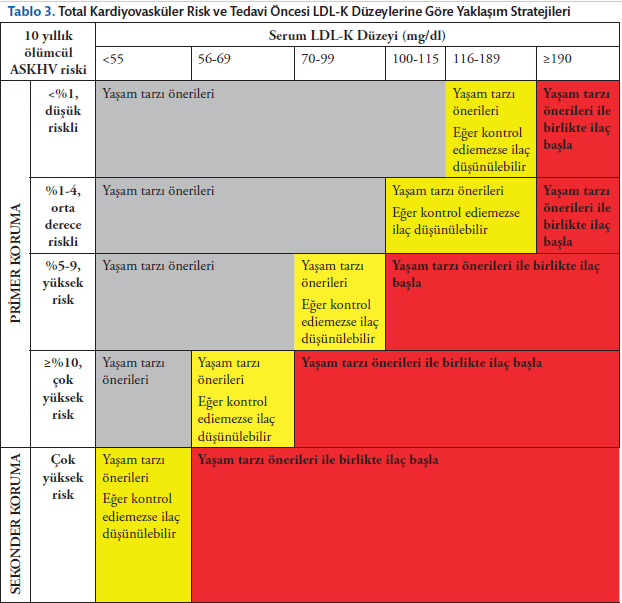 Tablo 3. Total Kardiyovasküler Risk ve Tedavi Öncesi LDL-K Düzeylerine Göre Yaklaşım Stratejileri
10 yıllık
ölümcül
ASKHV riski
Serum LDL-K Düzeyi (mg/dl)
<55
56-69
70-99
100-115
116-189
≥190
PRİMER KORUMA
<%1,
düşük
riskli
Yaşam tarzı önerileri
Yaşam tarzı
önerileri
Eğer kontrol
ediemezse ilaç
düşünülebilir
Yaşam tarzı
önerileri ile
birlikte ilaç
başla
%1-4,
orta
derece
riskli
Yaşam tarzı önerileri
Yaşam tarzı önerileri
Eğer kontrol ediemezse
ilaç düşünülebilir
Yaşam tarzı
önerileri ile
birlikte ilaç
başla
%5-9,
yüksek
risk
Yaşam tarzı önerileri
Yaşam tarzı
önerileri
Eğer kontrol
ediemezse ilaç
düşünülebilir
Yaşam tarzı önerileri ile birlikte ilaç
başla
≥%10,
çok
yüksek
risk
Yaşam tarzı
önerileri
Yaşam tarzı
önerileri
Eğer kontrol
ediemezse ilaç
düşünülebilir
Yaşam tarzı önerileri ile birlikte ilaç başla
SEKONDER KORUMA
Çok
yüksek
risk
Yaşam tarzı
önerileri
Eğer kontrol
ediemezse ilaç
düşünülebilir
Yaşam tarzı önerileri ile birlikte ilaç başla